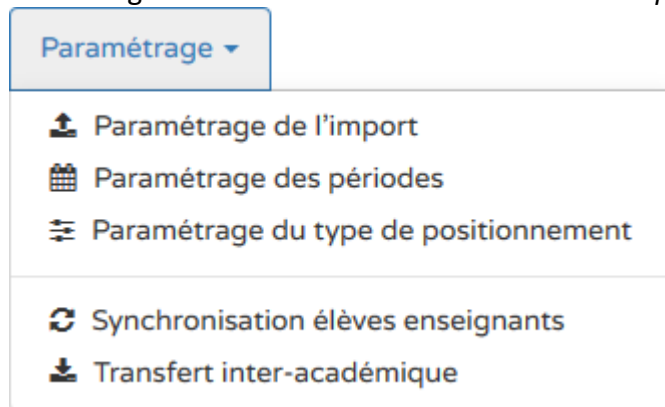 Paramétrage
Paramétrage de l'import
Paramétrage des périodes
Paramétrage du type de positionnement
Synchronisation élèves enseignants
Transfert inter-académique